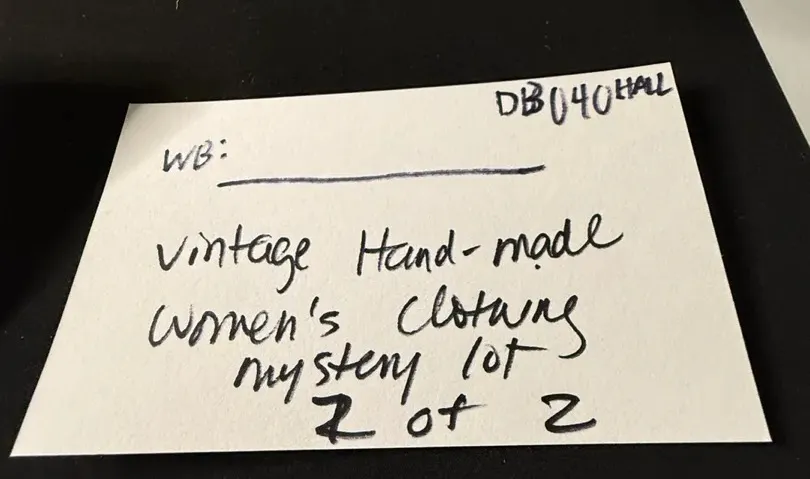 DB040HALL
WB:
vintage Hand-made
women's Clothing
mystery lot
2 of 2